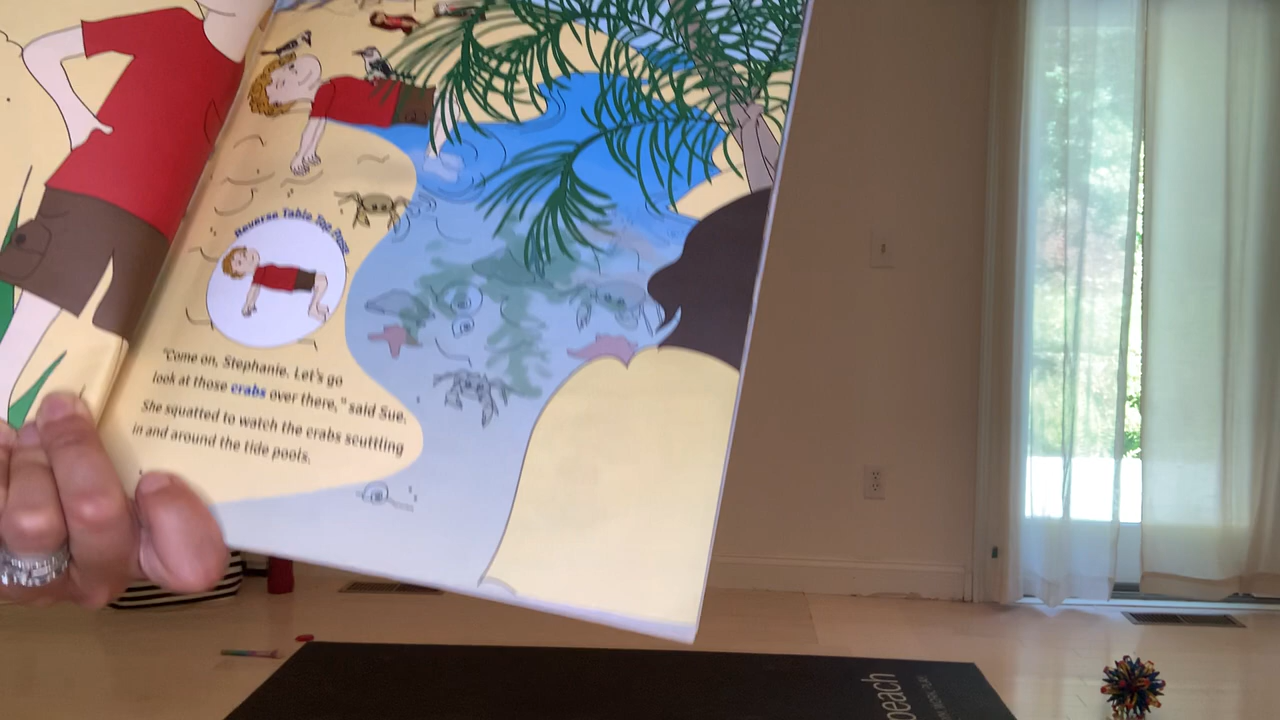 Reverse Table Top Pose
"Come on, Stephanie. Let's go
look at those crabs over there," said Sue.
She squatted to watch the crabs scuttling
in and around the tide pools.
peach